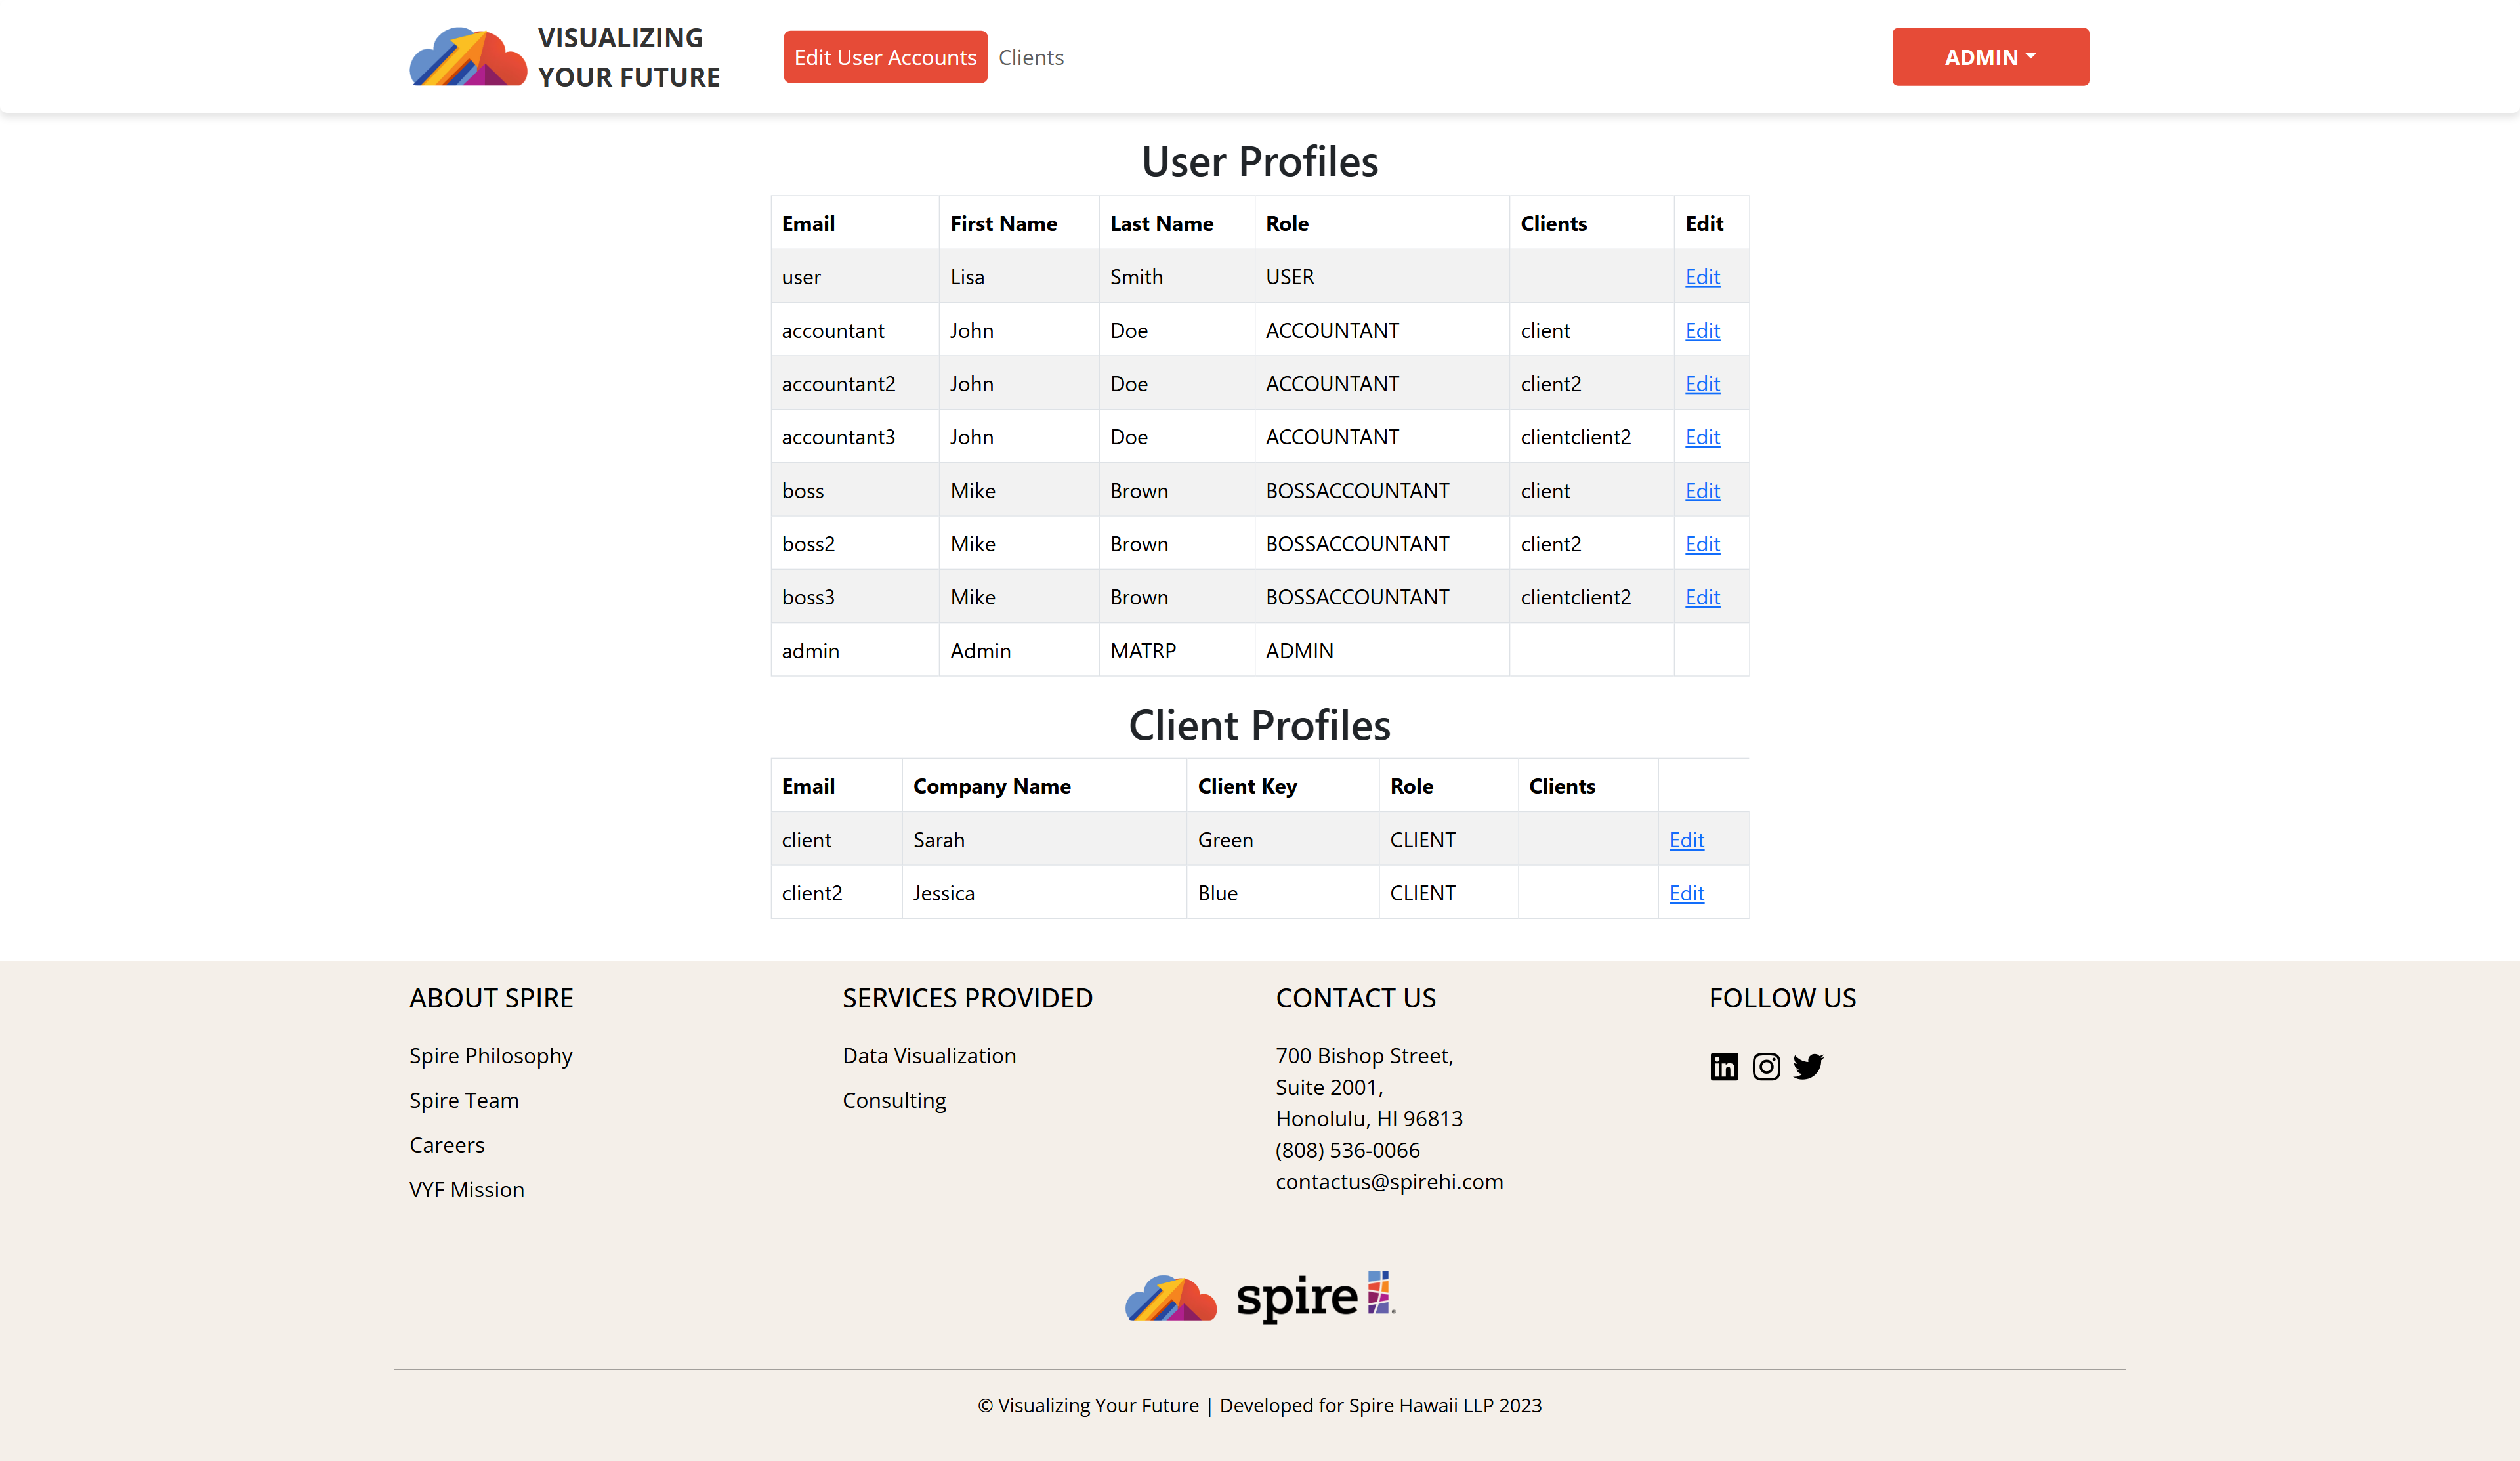 VISUALIZING
YOUR FUTURE
Edit User Accounts Clients
ADMIN
User Profiles
Email First Name Last Name Role Clients Edit
user Lisa Smith USER Edit
accountant John Doe ACCOUNTANT client Edit
accountant2 John Doe ACCOUNTANT client2 Edit
accountant3 John Doe ACCOUNTANT clientclient2 Edit
boss Mike Brown BOSSACCOUNTANT client Edit
boss2 Mike Brown BOSSACCOUNTANT client2 Edit
boss3 Mike Brown BOSSACCOUNTANT clientclient2 Edit
admin Admin MATRP ADMIN
Client Profiles
Email Company Name Client Key Role Clients
client Sarah Green CLIENT Edit
client2 Jessica Blue CLIENT Edit
ABOUT SPIRE
Spire Philosophy
Spire Team
Careers
VYF Mission
SERVICES PROVIDED
Data Visualization
Consulting
CONTACT US
700 Bishop Street,
Suite 2001,
Honolulu, HI 96813
(808) 536-0066
contactus@spirehi.com
FOLLOW US
spire
© Visualizing Your Future | Developed for Spire Hawaii LLP 2023